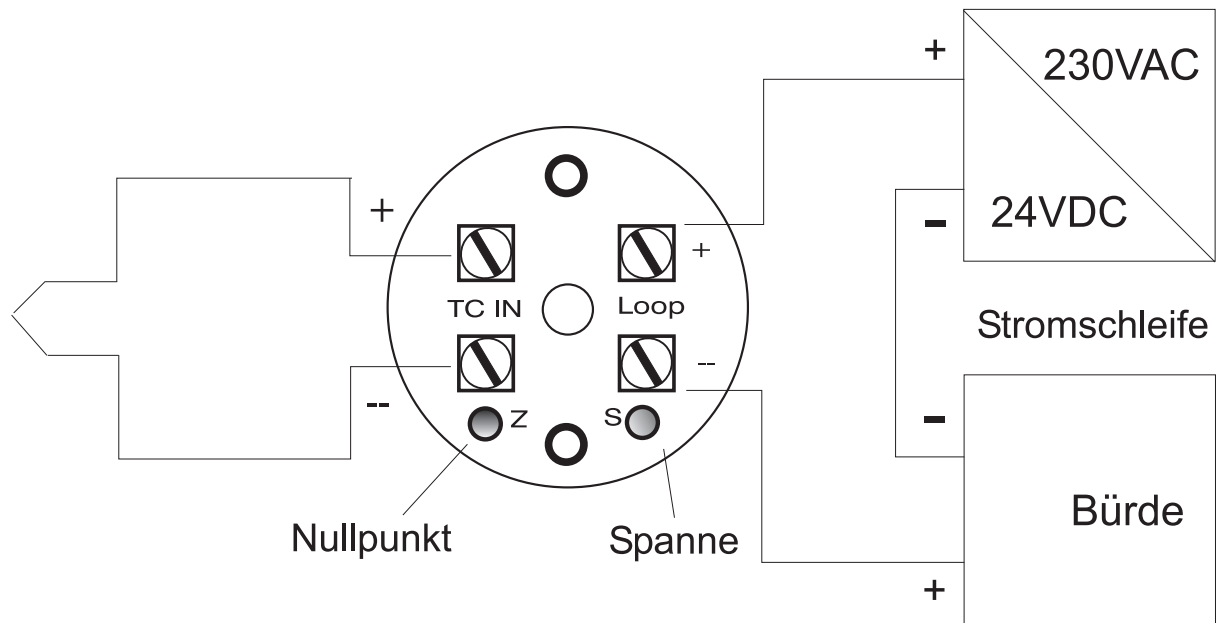 +
230VAC
24VDC
-
+
+
TC IN
Loop
Stromschleife
--
--
-
Z
S
Bürde
Nullpunkt
Spanne
+